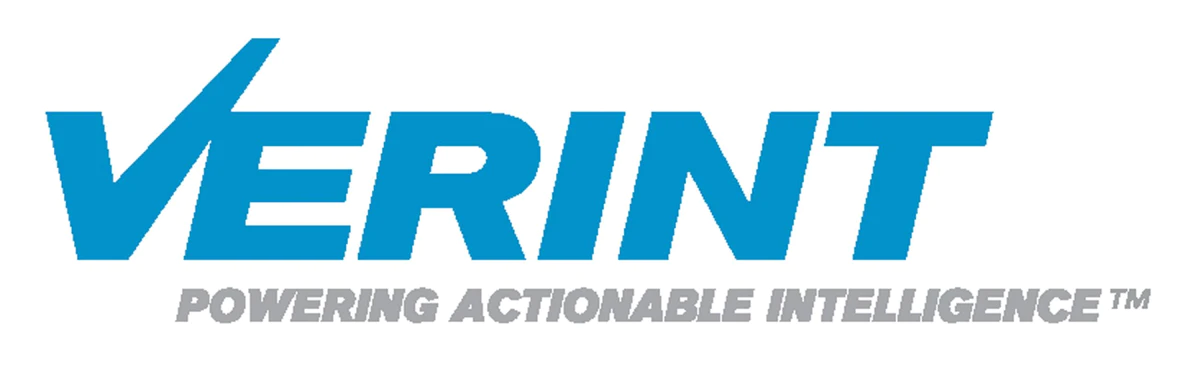 VERINT
POWERING ACTIONABLE INTELLIGENCE™